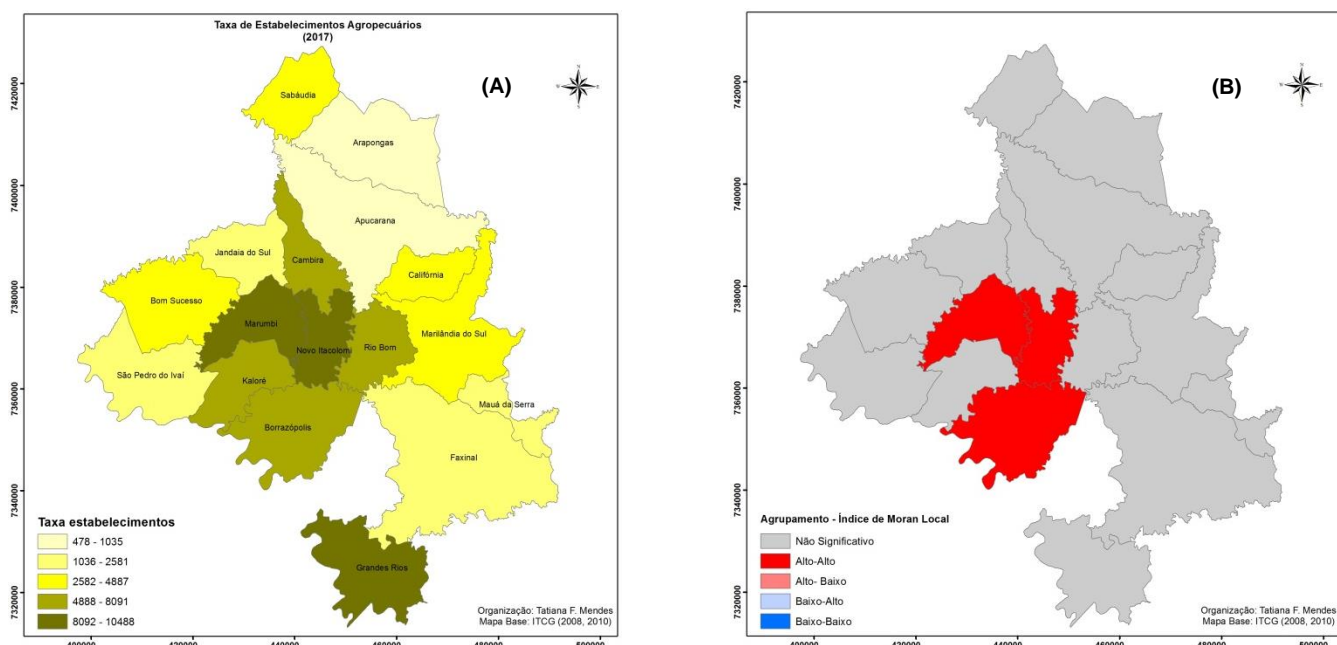 Taxa de Estabelecimentos Agropecuários
(2017)
(A)
N
W
E
S
7420000
7400000
7380000
7360000
7340000
7320000
Sabáudia
Arapongas
Apucarana
Jandaia do Sul
Cambira
Califórnia
Bom Sucesso
Marumbi
Novo Itacolomi
Rio Bom
Marilândia do Sul
São Pedro do Ivaí
Kaloré
Mauá da Serra
Borrazópolis
Faxinal
Grandes Rios
Taxa estabelecimentos
478 - 1035
1036 - 2581
2582 - 4887
4888 - 8091
8092 - 10488
Organização: Tatiana F. Mendes
Mapa Base: ITCG (2008, 2010)
(B)
N
W
E
S
7420000
7400000
7380000
7360000
7340000
7320000
Agrupamento - Índice de Moran Local
Não Significativo
Alto-Alto
Alto- Baixo
Baixo-Alto
Baixo-Baixo
Organização: Tatiana F. Mendes
Mapa Base: ITCG (2008, 2010)